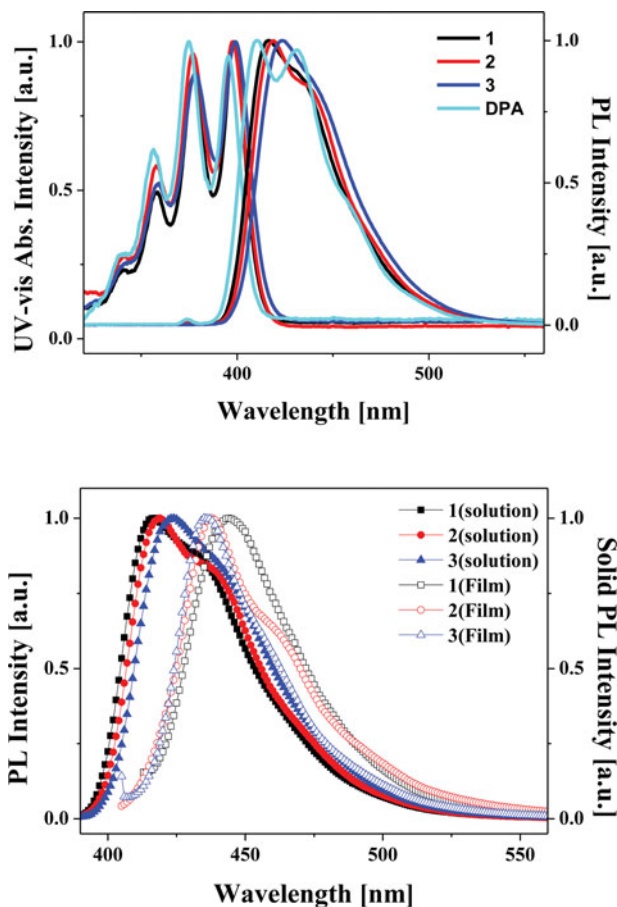 1
2
3
DPA
1.0
0.5
0.0
UV-vis Abs. Intensity [a.u.]
1.0
0.5
0.0
PL Intensity [a.u.]
400
500
Wavelength [nm]
1(solution)
2(solution)
3(solution)
1(Film)
2(Film)
3(Film)
1.0
0.5
0.0
PL Intensity [a.u.]
1.0
0.5
0.0
Solid PL Intensity [a.u.]
400
450
500
550
Wavelength [nm]